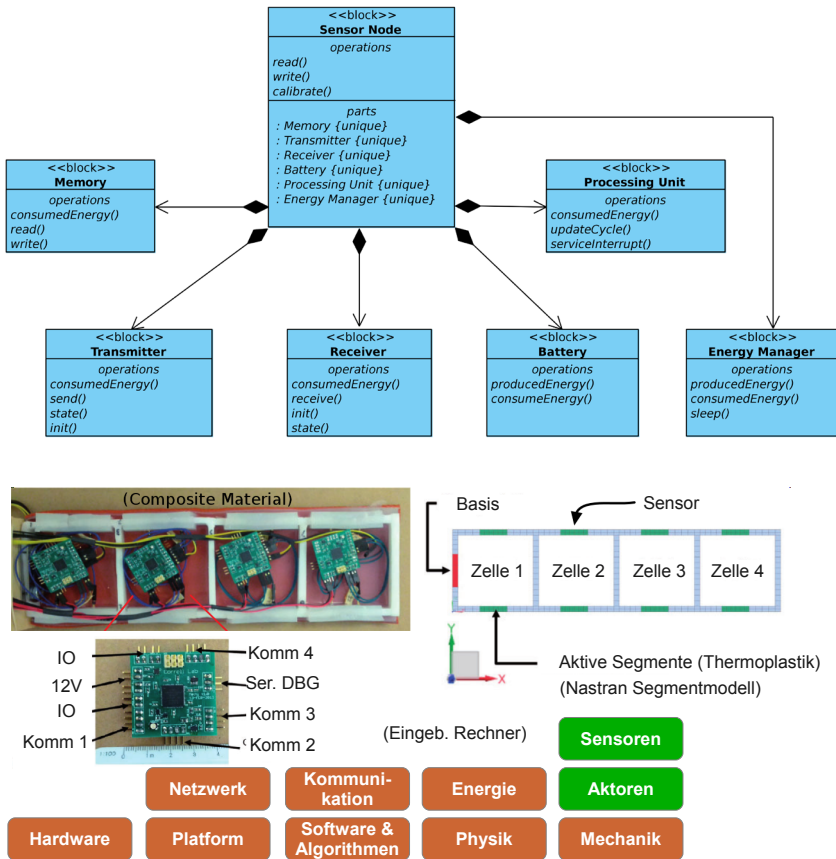 <<block>>
Sensor Node
operations
read()
write()
calibrate()
parts
: Memory {unique}
: Transmitter {unique}
: Receiver {unique}
: Battery {unique}
: Processing Unit {unique}
: Energy Manager {unique}
<<block>>
Memory
operations
consumedEnergy()
read()
write()
<<block>>
Processing Unit
operations
consumedEnergy()
updateCycle()
serviceInterrupt()
<<block>>
Transmitter
operations
consumedEnergy()
send()
state()
init()
<<block>>
Receiver
operations
consumedEnergy()
receive()
init()
state()
<<block>>
Battery
operations
producedEnergy()
consumeEnergy()
<<block>>
Energy Manager
operations
producedEnergy()
consumedEnergy()
sleep()
(Composite Material)
IO
12V
IO
Komm 1
Komm 4
Ser. DBG
Komm 3
Komm 2
Basis
Sensor
Zelle 1
Zelle 2
Zelle 3
Zelle 4
Y
X
Aktive Segmente (Thermoplastik)
(Nastran Segmentmodell)
(Eingeb. Rechner)
Sensoren
Netzwerk
Kommuni-
kation
Energie
Aktoren
Hardware
Platform
Software &
Algorithmen
Physik
Mechanik